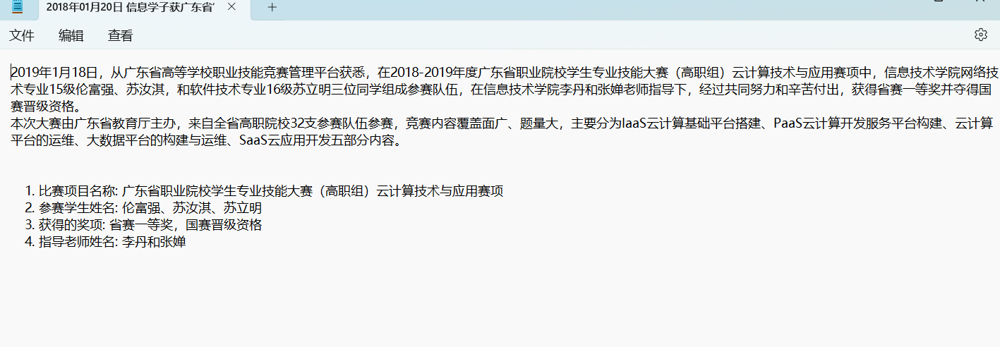 2018年01月20日 信息学子获广东省'
文件 编辑 查看
2019年1月18日，从广东省高等学校职业技能竞赛管理平台获悉，在2018-2019年度广东省职业院校学生专业技能大赛（高职组）云计算技术与应用赛项中，信息技术学院网络技
术专业15级伦富强、苏汝淇，和软件技术专业16级苏立明三位同学组成参赛队伍，在信息技术学院李丹和张婵老师指导下，经过共同努力和辛苦付出，获得省赛一等奖并夺得国
赛晋级资格。
本次大赛由广东省教育厅主办，来自全省高职院校32支参赛队伍参赛，竞赛内容覆盖面广、题量大，主要分为IaaS云计算基础平台搭建、PaaS云计算开发服务平台构建、云计算
平台的运维、大数据平台的构建与运维、SaaS云应用开发五部分内容。
1. 比赛项目名称: 广东省职业院校学生专业技能大赛（高职组）云计算技术与应用赛项
2. 参赛学生姓名: 伦富强、苏汝淇、苏立明
3. 获得的奖项: 省赛一等奖，国赛晋级资格
4. 指导老师姓名: 李丹和张婵